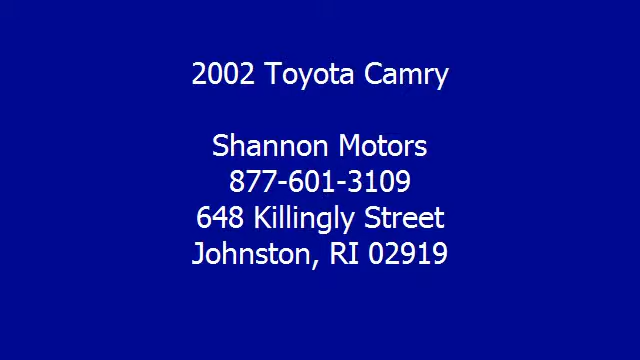 2002 Toyota Camry
Shannon Motors
877-601-3109
648 Killingly Street
Johnston, RI 02919